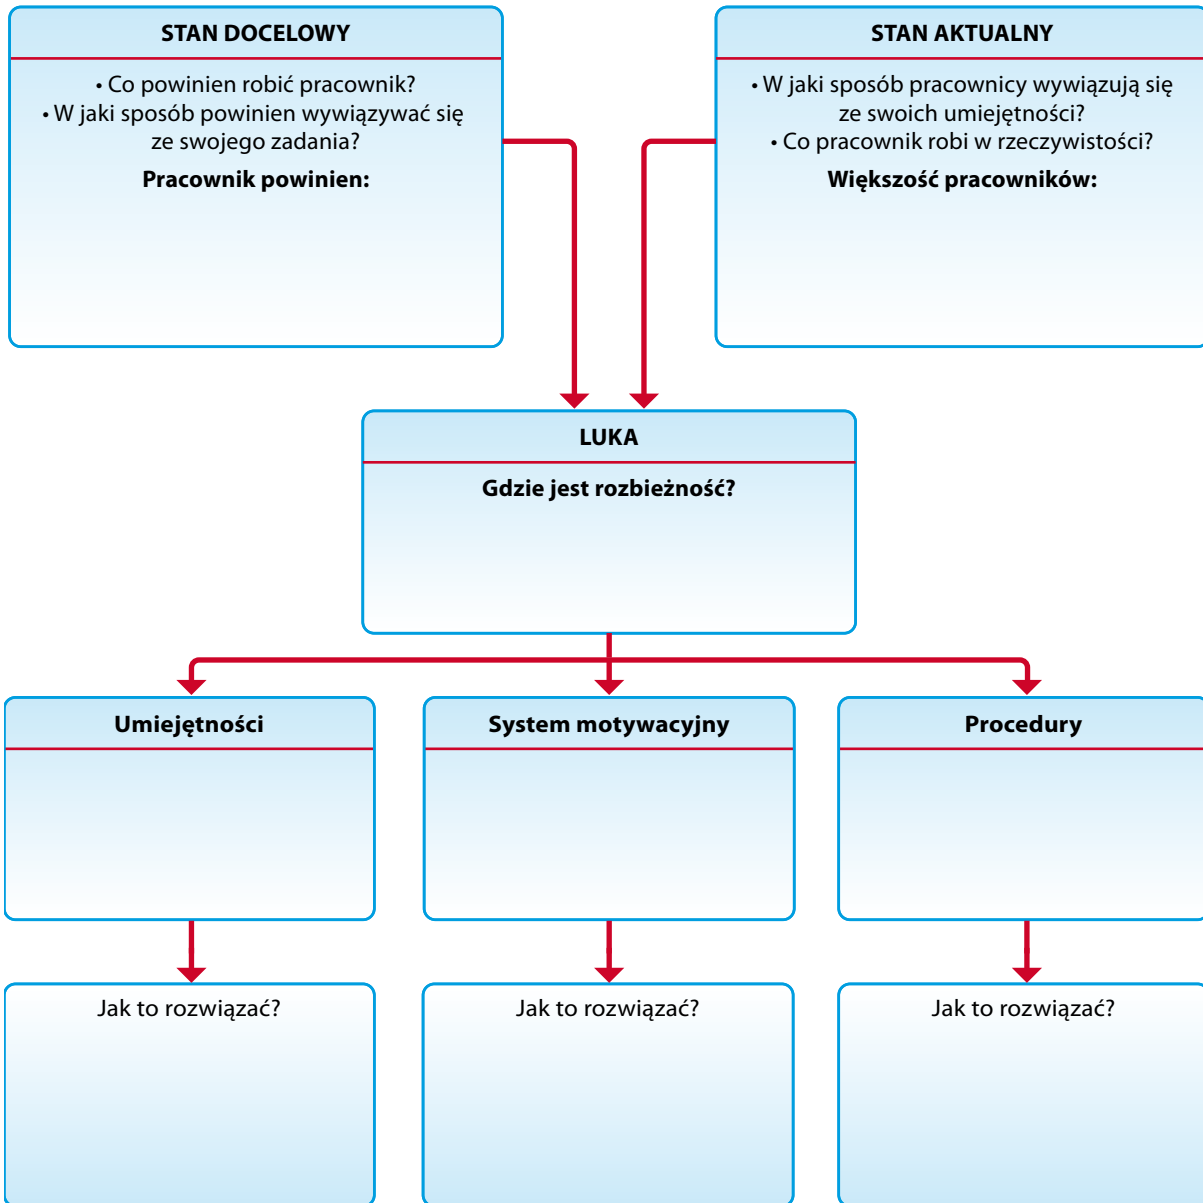 STAN DOCELOWY
• Co powinien robić pracownik?
• W jaki sposób powinien wywiązywać się
ze swojego zadania?
Pracownik powinien:
STAN AKTUALNY
• W jaki sposób pracownicy wywiązują się
ze swoich umiejętności?
• Co pracownik robi w rzeczywistości?
Większość pracowników:
LUKA
Gdzie jest rozbieżność?
Umiejętności
System motywacyjny
Procedury
Jak to rozwiązać?
Jak to rozwiązać?
Jak to rozwiązać?